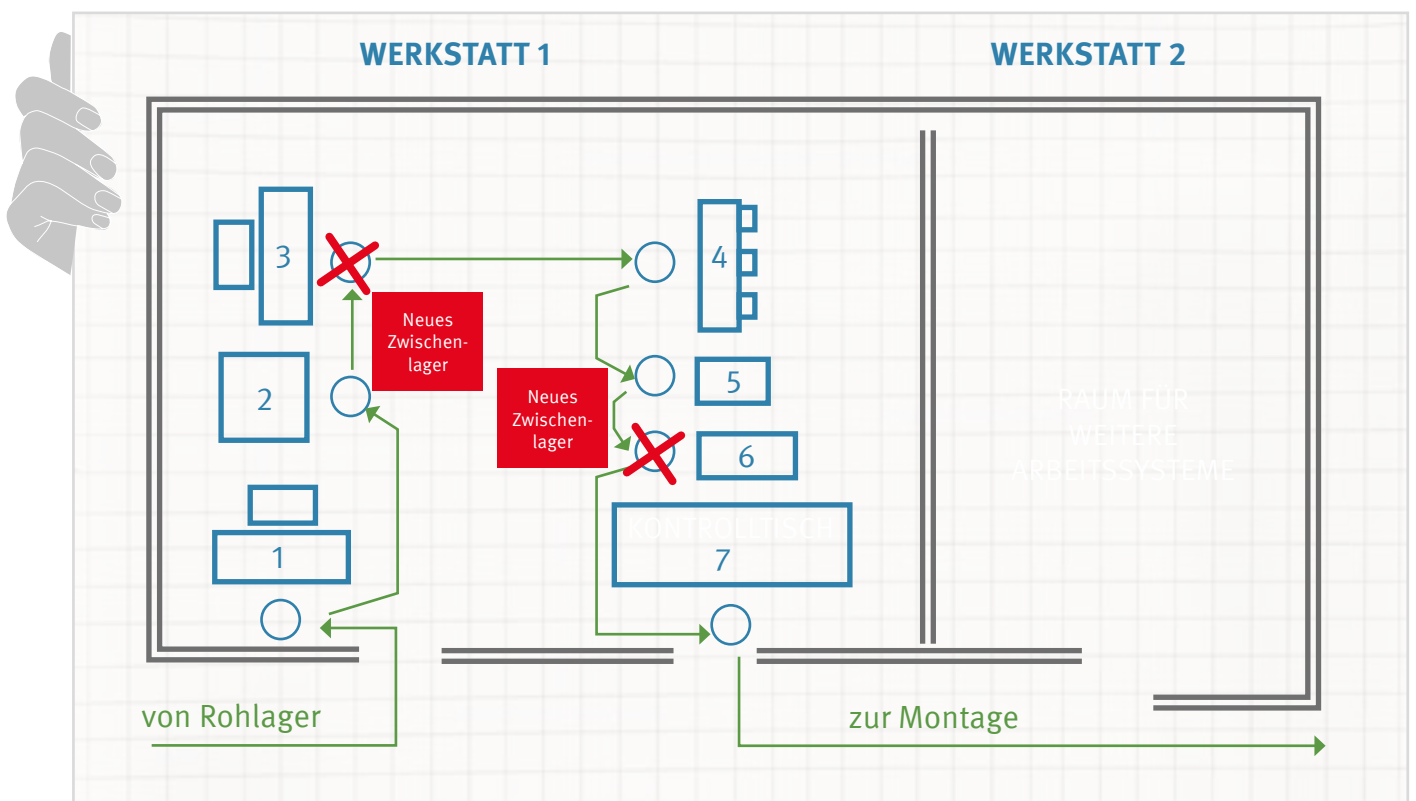 WERKSTATT 1
WERKSTATT 2
3
4
Neues
Zwischen-
lager
2
5
Neues
Zwischen-
lager
6
RAUM FÜR
WEITERE
ARBEITSSYSTEME
1
KONTROLLTISCH
7
von Rohlager
zur Montage